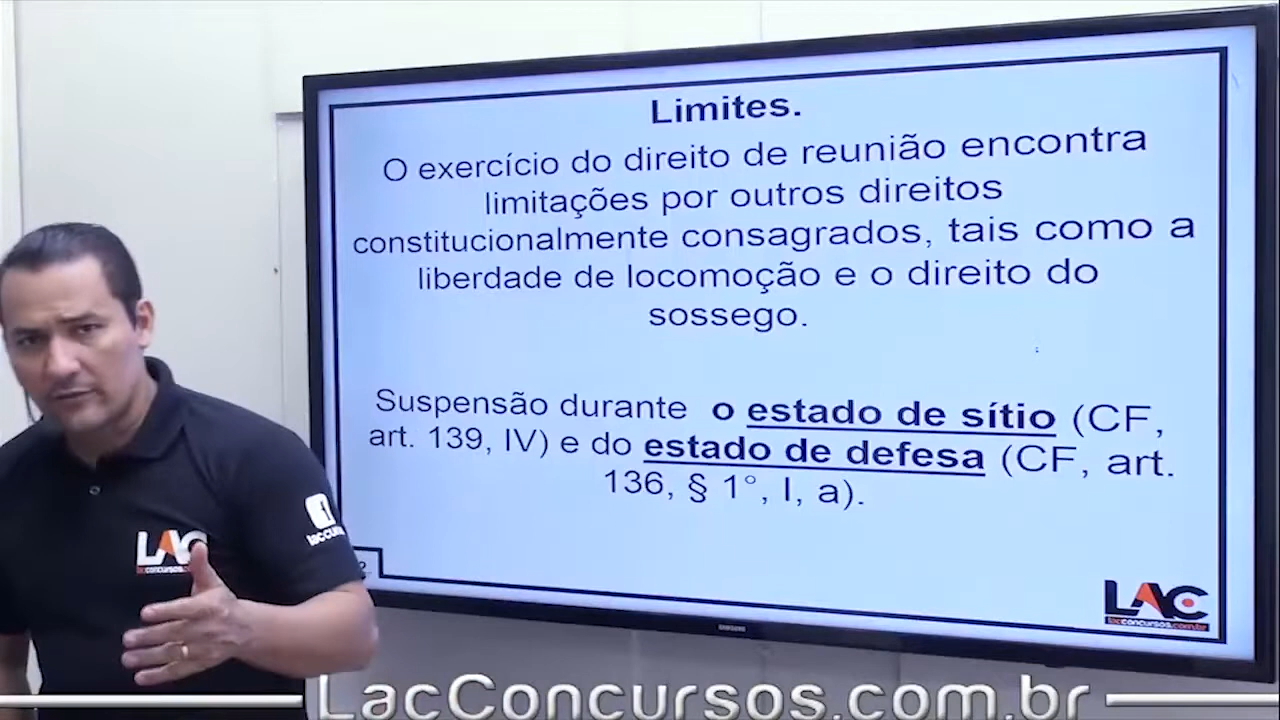 Limites.
O exercício do direito de reunião encontra
limitações por outros direitos
constitucionalmente consagrados, tais como a
liberdade de locomoção e o direito do
sossego.
Suspensão durante o estado de sítio (CF,
art. 139, IV) e do estado de defesa (CF, art.
136, § 1°, I, a).
LAC
lacconcursos.com.br
SAMSUNG
LAC
LacConcursos.com.br